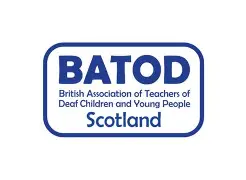 BATOD
British Association of Teachers of
Deaf Children and Young People
Scotland